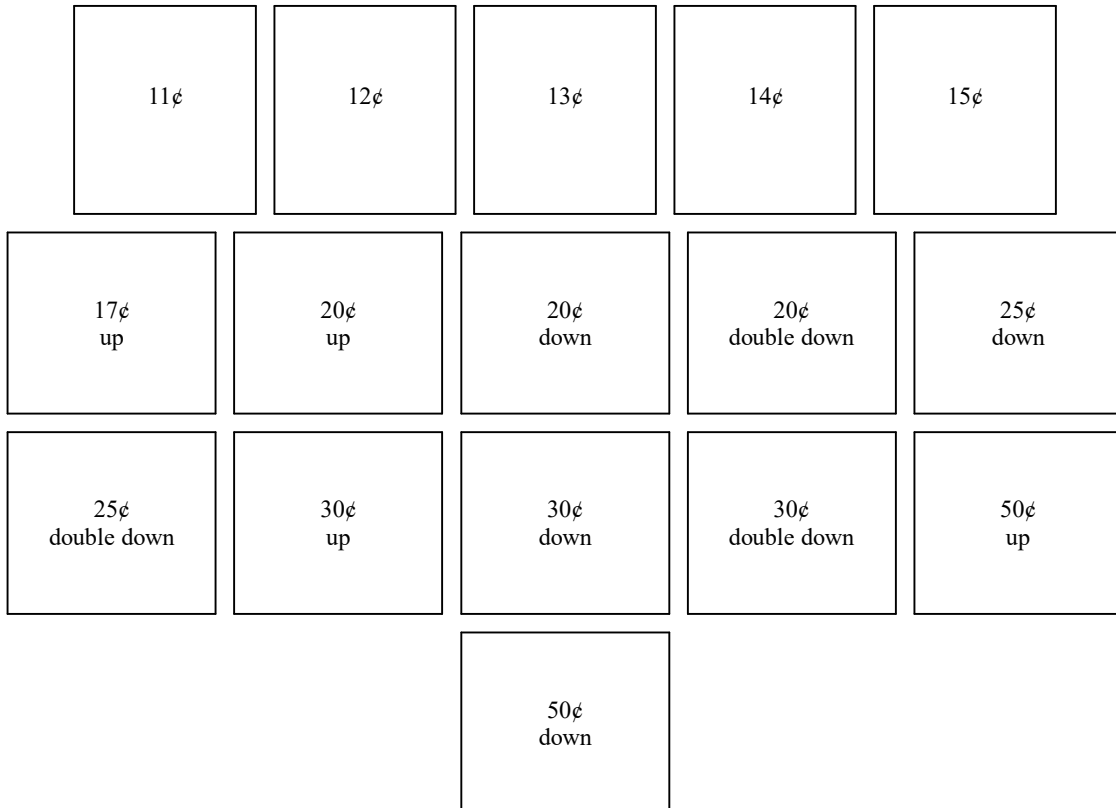 11¢
12¢
13¢
14¢
15¢
17¢
up
20¢
up
20¢
down
20¢
double down
25¢
down
25¢
double down
30¢
up
30¢
down
30¢
double down
50¢
up
50¢
down